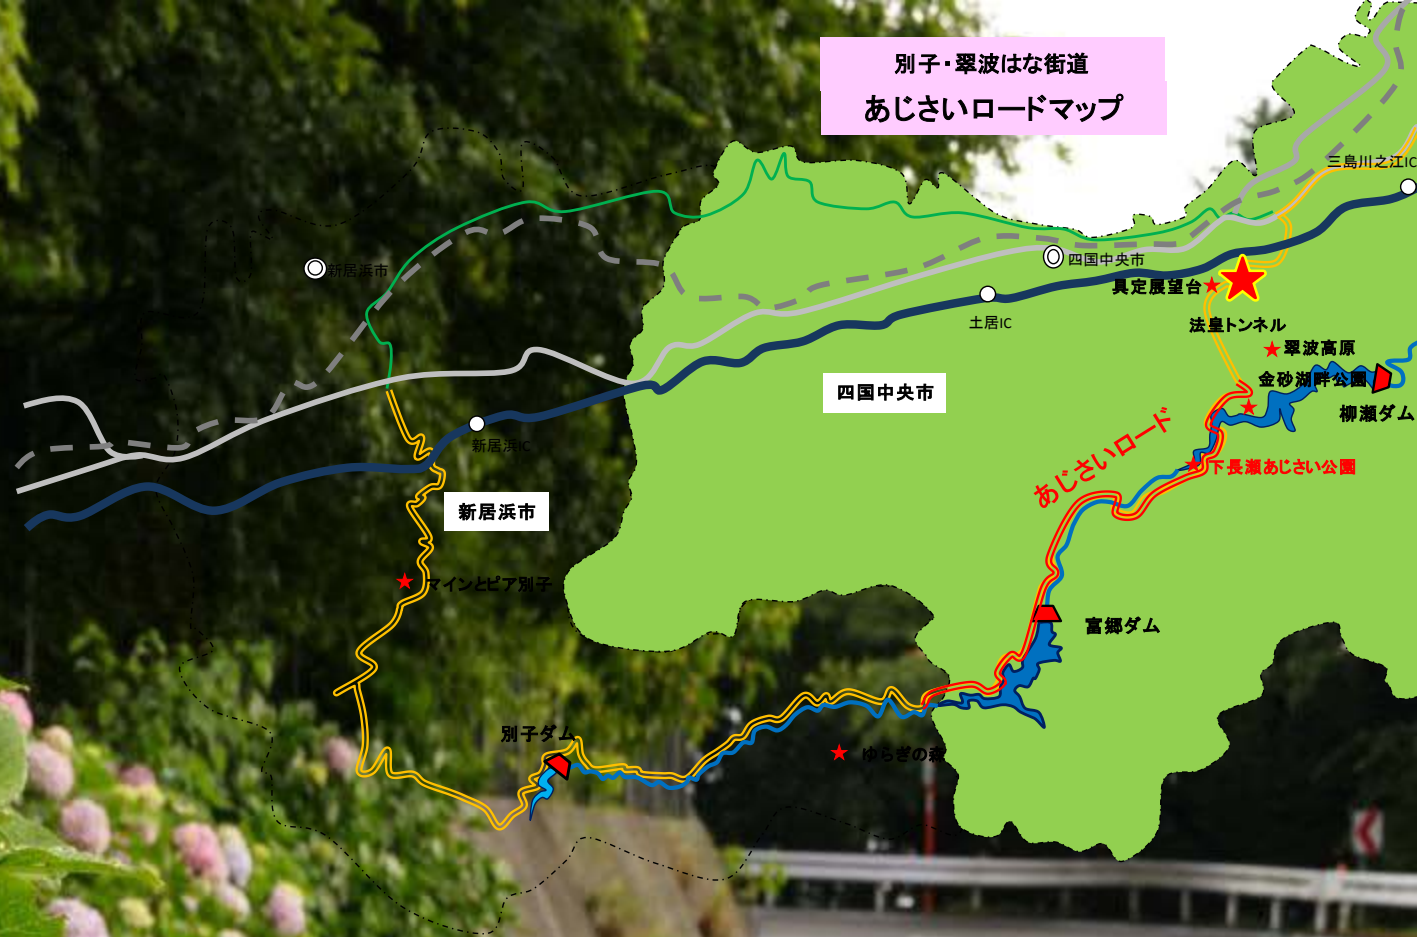 別子・翠波はな街道
あじさいロードマップ
三島川之江IC
四国中央市
新居浜市
具定展望台
土居IC
法皇トンネル
翠波高原
金砂湖畔公園
四国中央市
柳瀬ダム
あじさいロード
新居浜IC
下長瀬あじさい公園
新居浜市
マイントピア別子
富郷ダム
別子ダム
ゆらぎの森